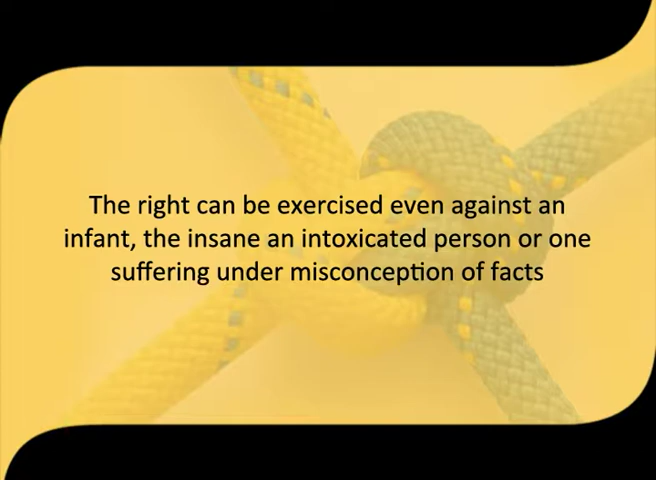 The right can be exercised even against an
infant, the insane an intoxicated person or one
suffering under misconception of facts